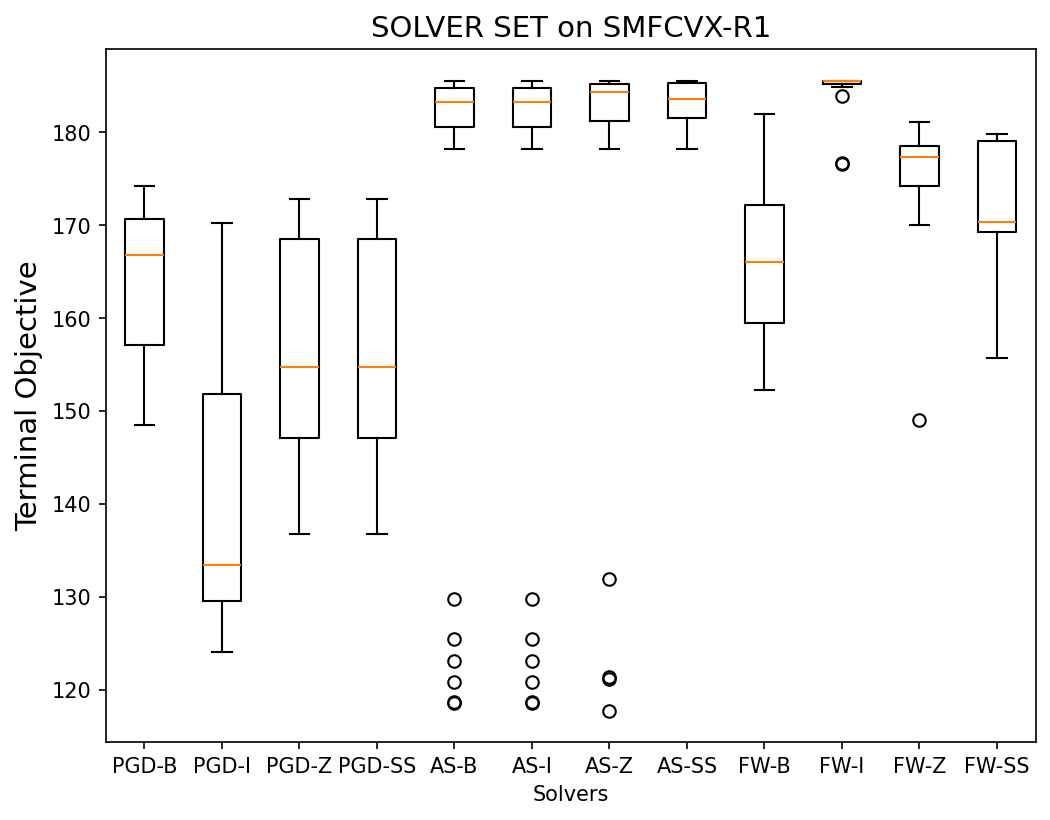 SOLVER SET on SMFCVX-R1
Terminal Objective
180
170
160
150
140
130
120
PGD-B PGD-I PGD-Z PGD-SS AS-B AS-I AS-Z AS-SS FW-B FW-I FW-Z FW-SS
Solvers